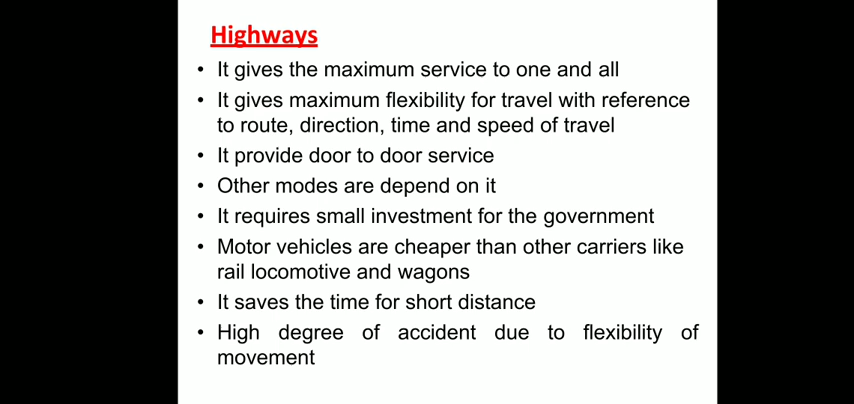 Highways
• It gives the maximum service to one and all
• It gives maximum flexibility for travel with reference
to route, direction, time and speed of travel
• It provide door to door service
• Other modes are depend on it
• It requires small investment for the government
• Motor vehicles are cheaper than other carriers like
rail locomotive and wagons
• It saves the time for short distance
• High degree of accident due to flexibility of
movement